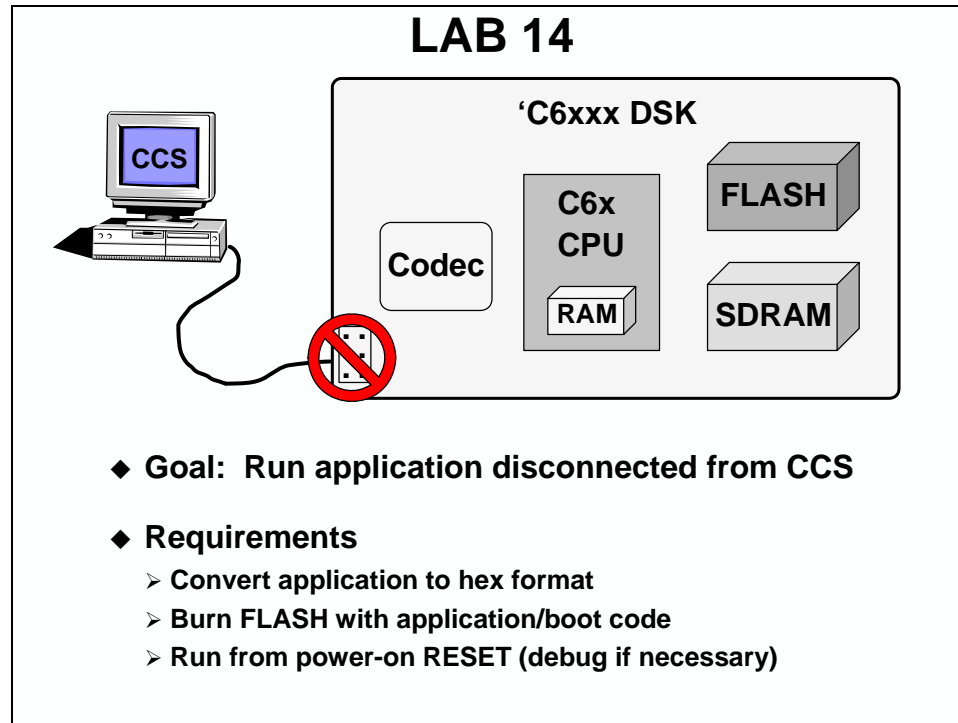 LAB 14
‘C6xxx DSK
CCS
FLASH
C6x
CPU
Codec
RAM
SDRAM
◆ Goal: Run application disconnected from CCS
◆ Requirements
➢ Convert application to hex format
➢ Burn FLASH with application/boot code
➢ Run from power-on RESET (debug if necessary)